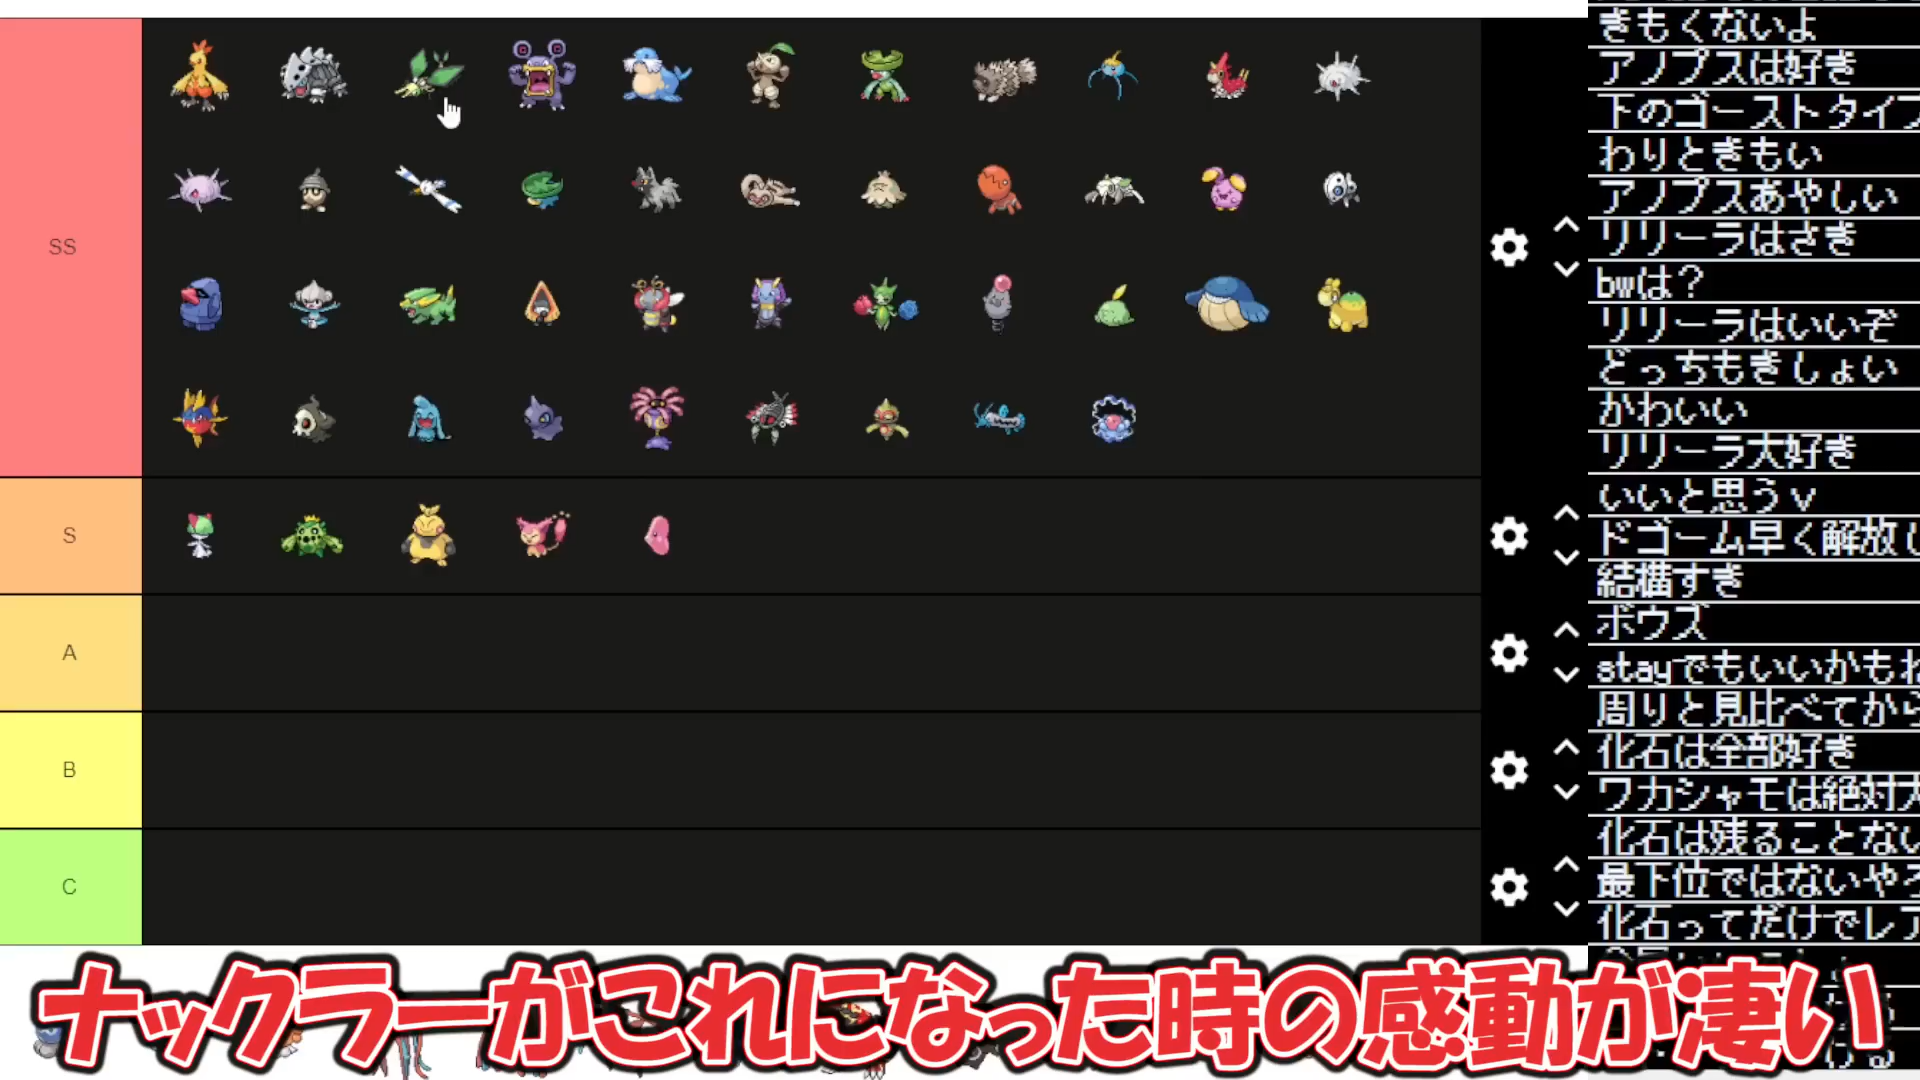 SS
S
A
B
C
きもくないよ
アノプスは好き
下のゴーストタイプ
わりときもい
アノプスあやしい
リリーラはさき
bwは？
リリーラはいいぞ
どっちもきしょい
かわいい
リリーラ大好き
いいと思うｖ
ドゴーム早く解放し
結構すき
ボウズ
stayでもいいかもね
周りと見比べてから
化石は全部好き
ワカシャモは絶対大
化石は残ることない
最下位ではないやろ
化石ってだけでレア
ナックラーがこれになった時の感動が凄い